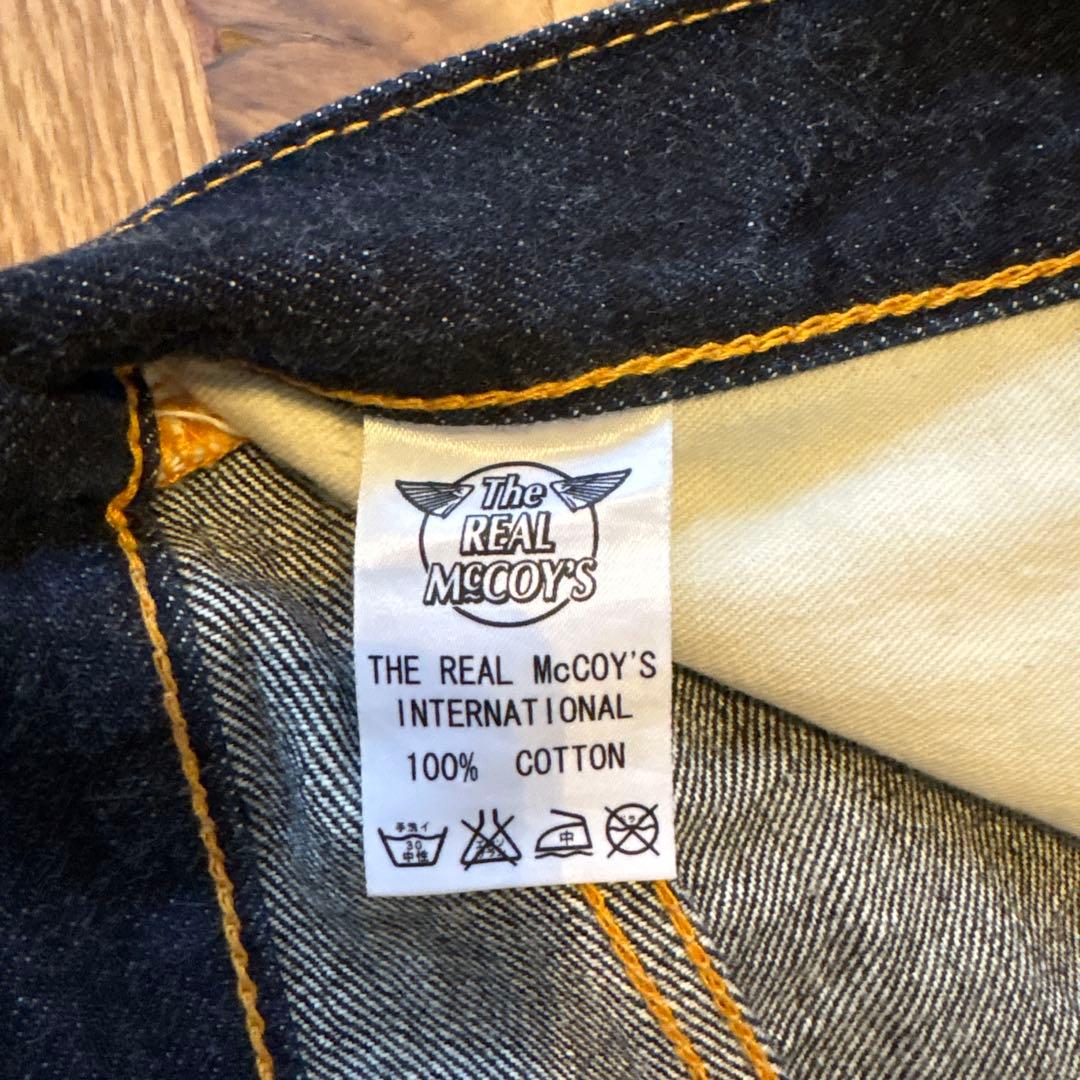 The
REAL
McCOY'S
THE REAL McCOY'S
INTERNATIONAL
100% COTTON
手洗イ
30
中性
中